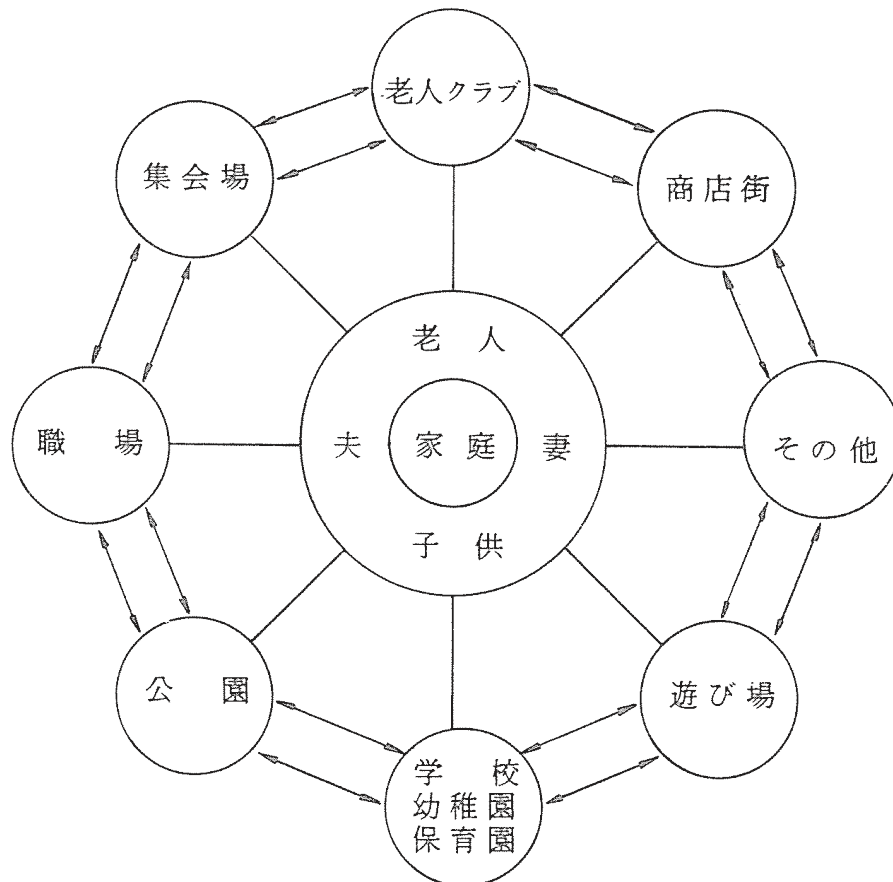 老人クラブ
集会場
商店街
老人
夫
家庭
妻
職場
その他
子供
公園
遊び場
学校
幼稚園
保育園